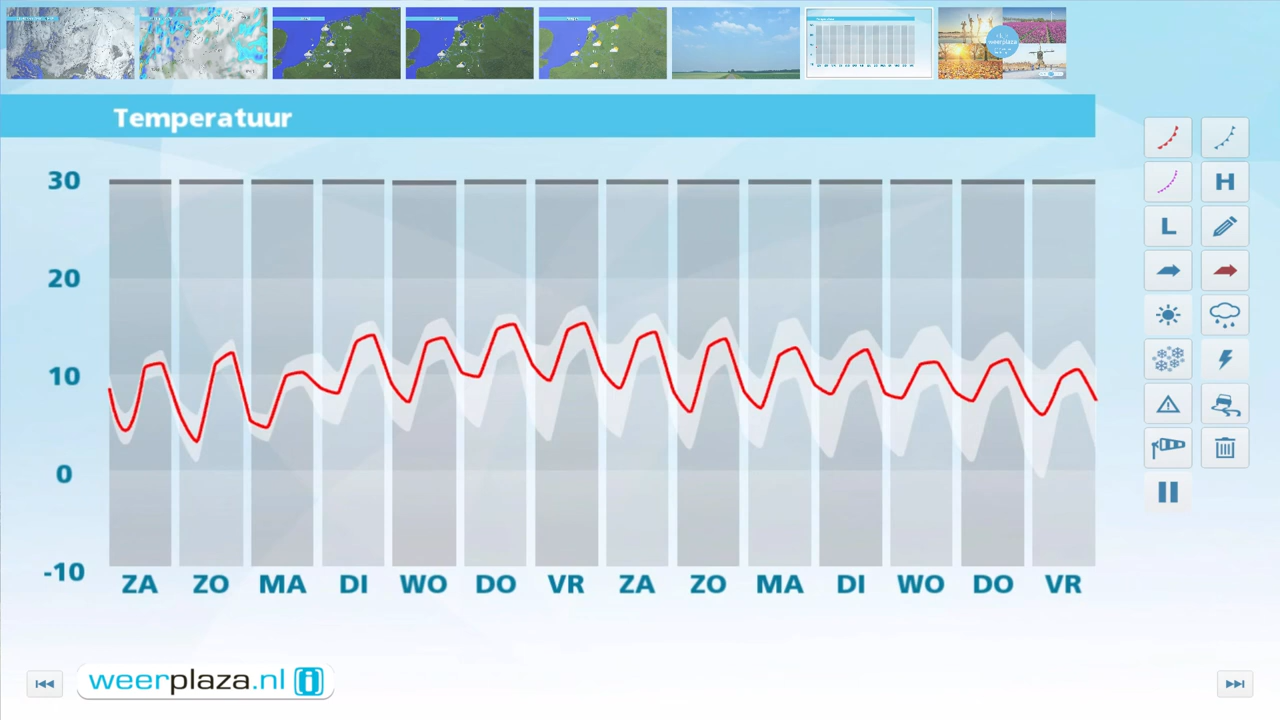 weerplaza
Temperatuur
30
20
10
0
-10
ZA ZO MA DI WO DO VR ZA ZO MA DI WO DO VR
H
L
weerplaza.nl i